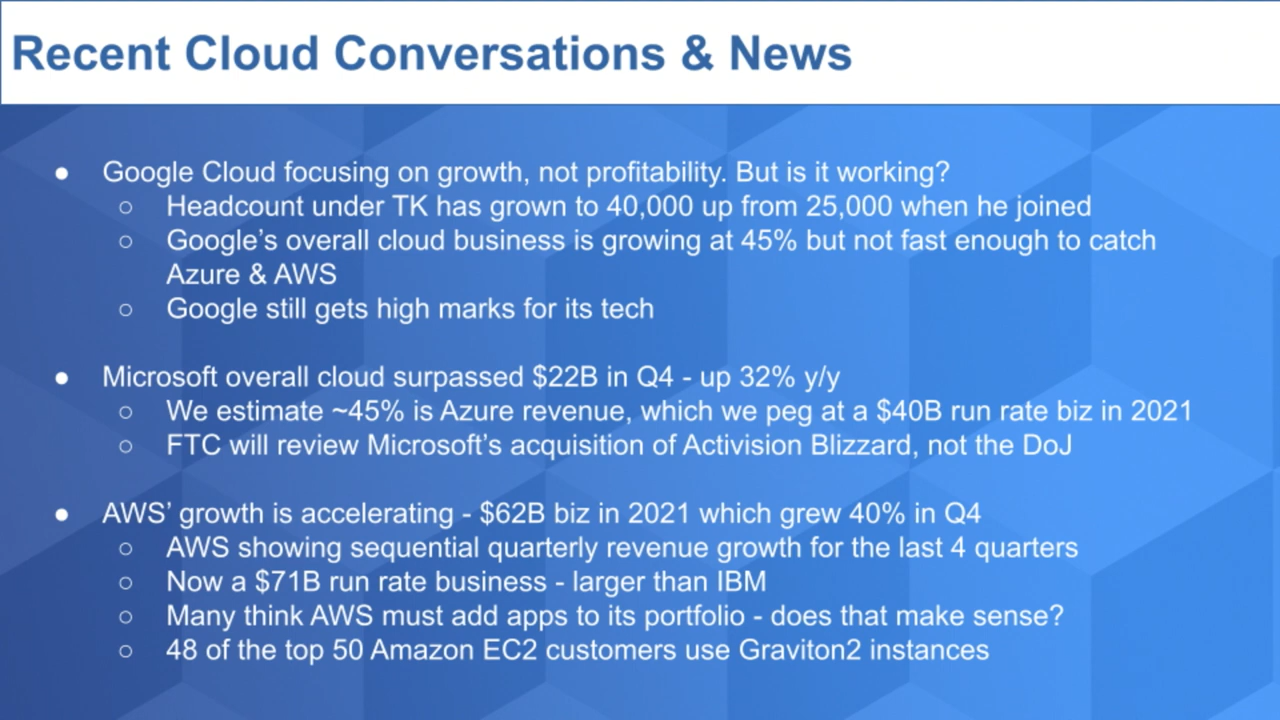 Recent Cloud Conversations & News
● Google Cloud focusing on growth, not profitability. But is it working?
○ Headcount under TK has grown to 40,000 up from 25,000 when he joined
○ Google’s overall cloud business is growing at 45% but not fast enough to catch
Azure & AWS
○ Google still gets high marks for its tech
● Microsoft overall cloud surpassed $22B in Q4 - up 32% y/y
○ We estimate ~45% is Azure revenue, which we peg at a $40B run rate biz in 2021
○ FTC will review Microsoft’s acquisition of Activision Blizzard, not the DoJ
● AWS’ growth is accelerating - $62B biz in 2021 which grew 40% in Q4
○ AWS showing sequential quarterly revenue growth for the last 4 quarters
○ Now a $71B run rate business - larger than IBM
○ Many think AWS must add apps to its portfolio - does that make sense?
○ 48 of the top 50 Amazon EC2 customers use Graviton2 instances